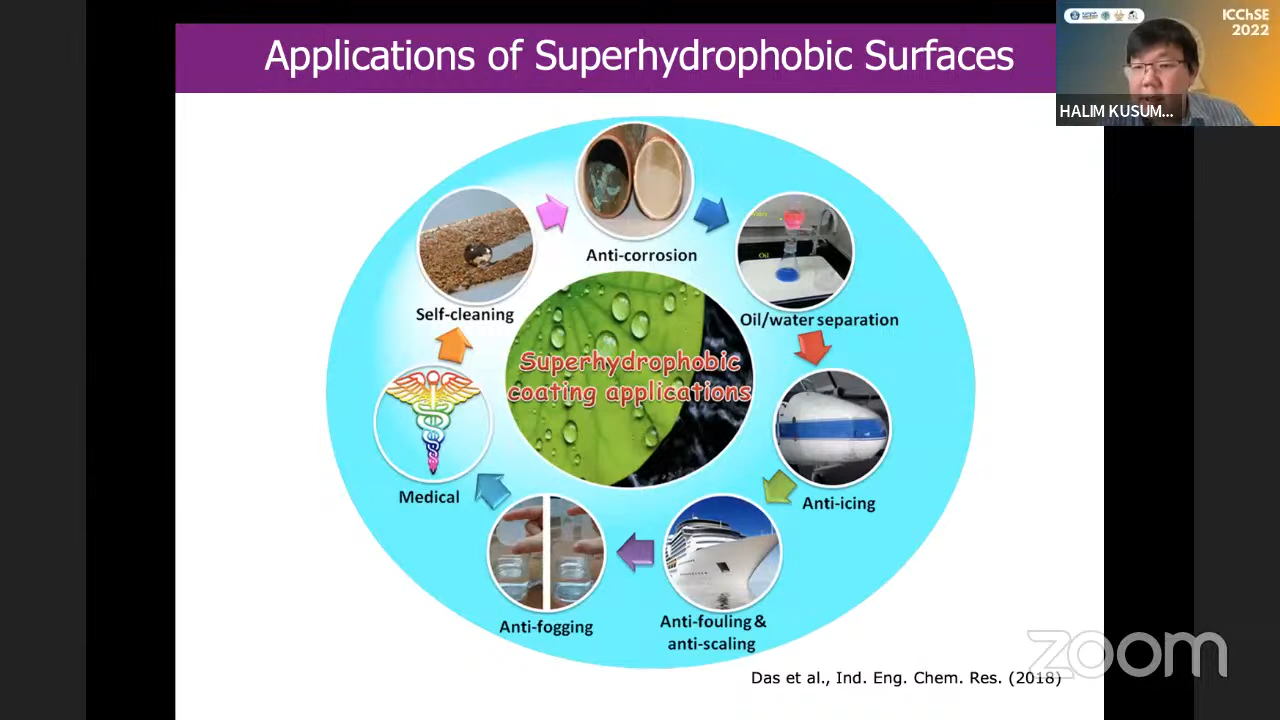 Applications of Superhydrophobic Surfaces
ICChSE
2022
HALIM KUSUM...
Anti-corrosion
Oil
Self-cleaning
Oil/water separation
Superhydrophobic
coating applications
Medical
Anti-icing
Anti-fogging
Anti-fouling &
anti-scaling
zoom
Das et al., Ind. Eng. Chem. Res. (2018)